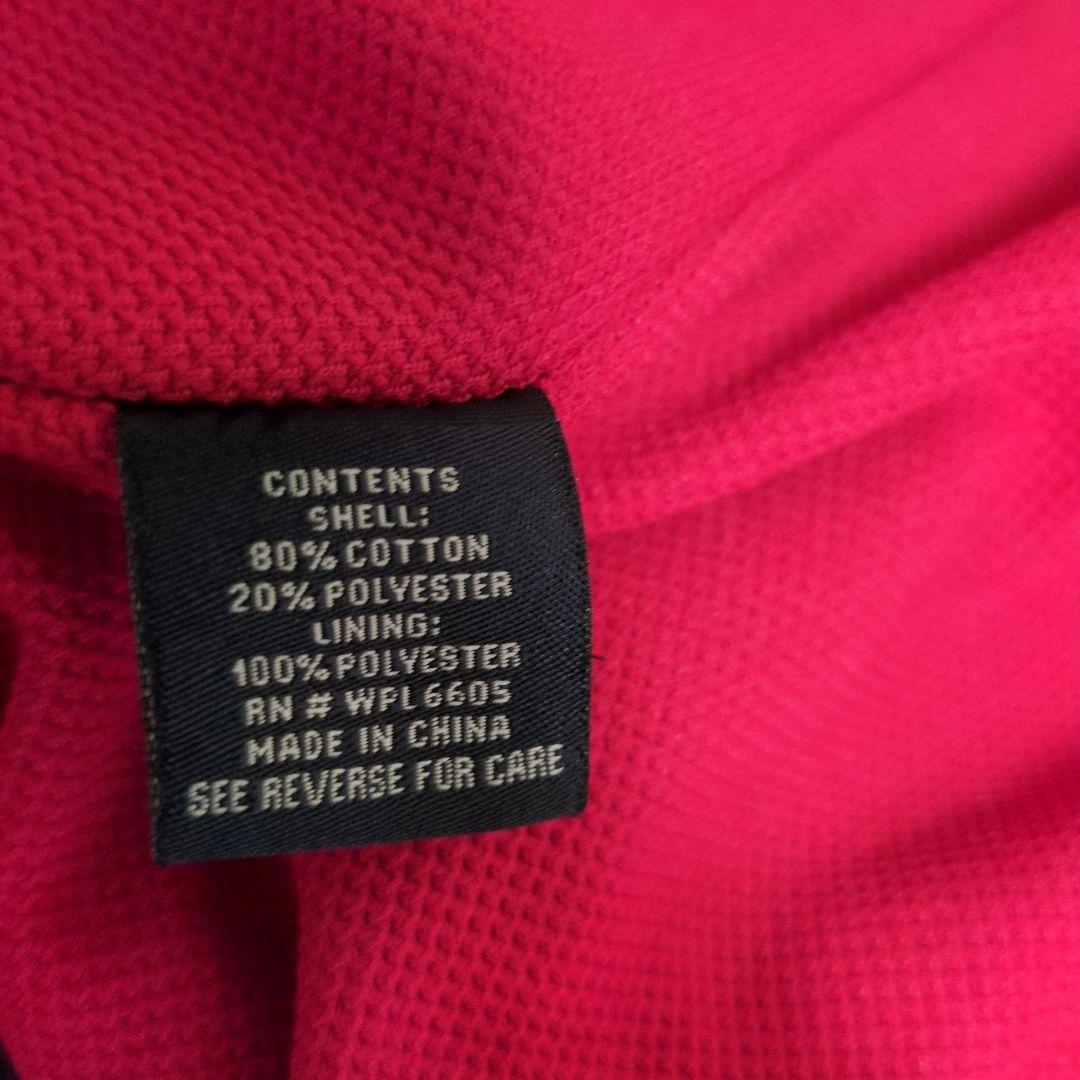 CONTENTS
SHELL:
80% COTTON
20% POLYESTER
LINING:
100% POLYESTER
RN # WPL 6605
MADE IN CHINA
SEE REVERSE FOR CARE